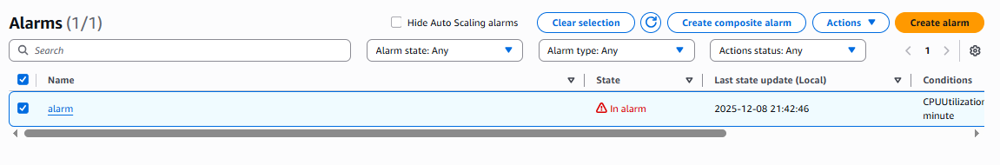 Alarms (1/1)
Hide Auto Scaling alarms
Clear selection
Create composite alarm
Actions
Create alarm
Search
Alarm state: Any
Alarm type: Any
Actions status: Any
1
Name State Last state update (Local) Conditions
alarm In alarm 2025-12-08 21:42:46 CPUUtilization
minute